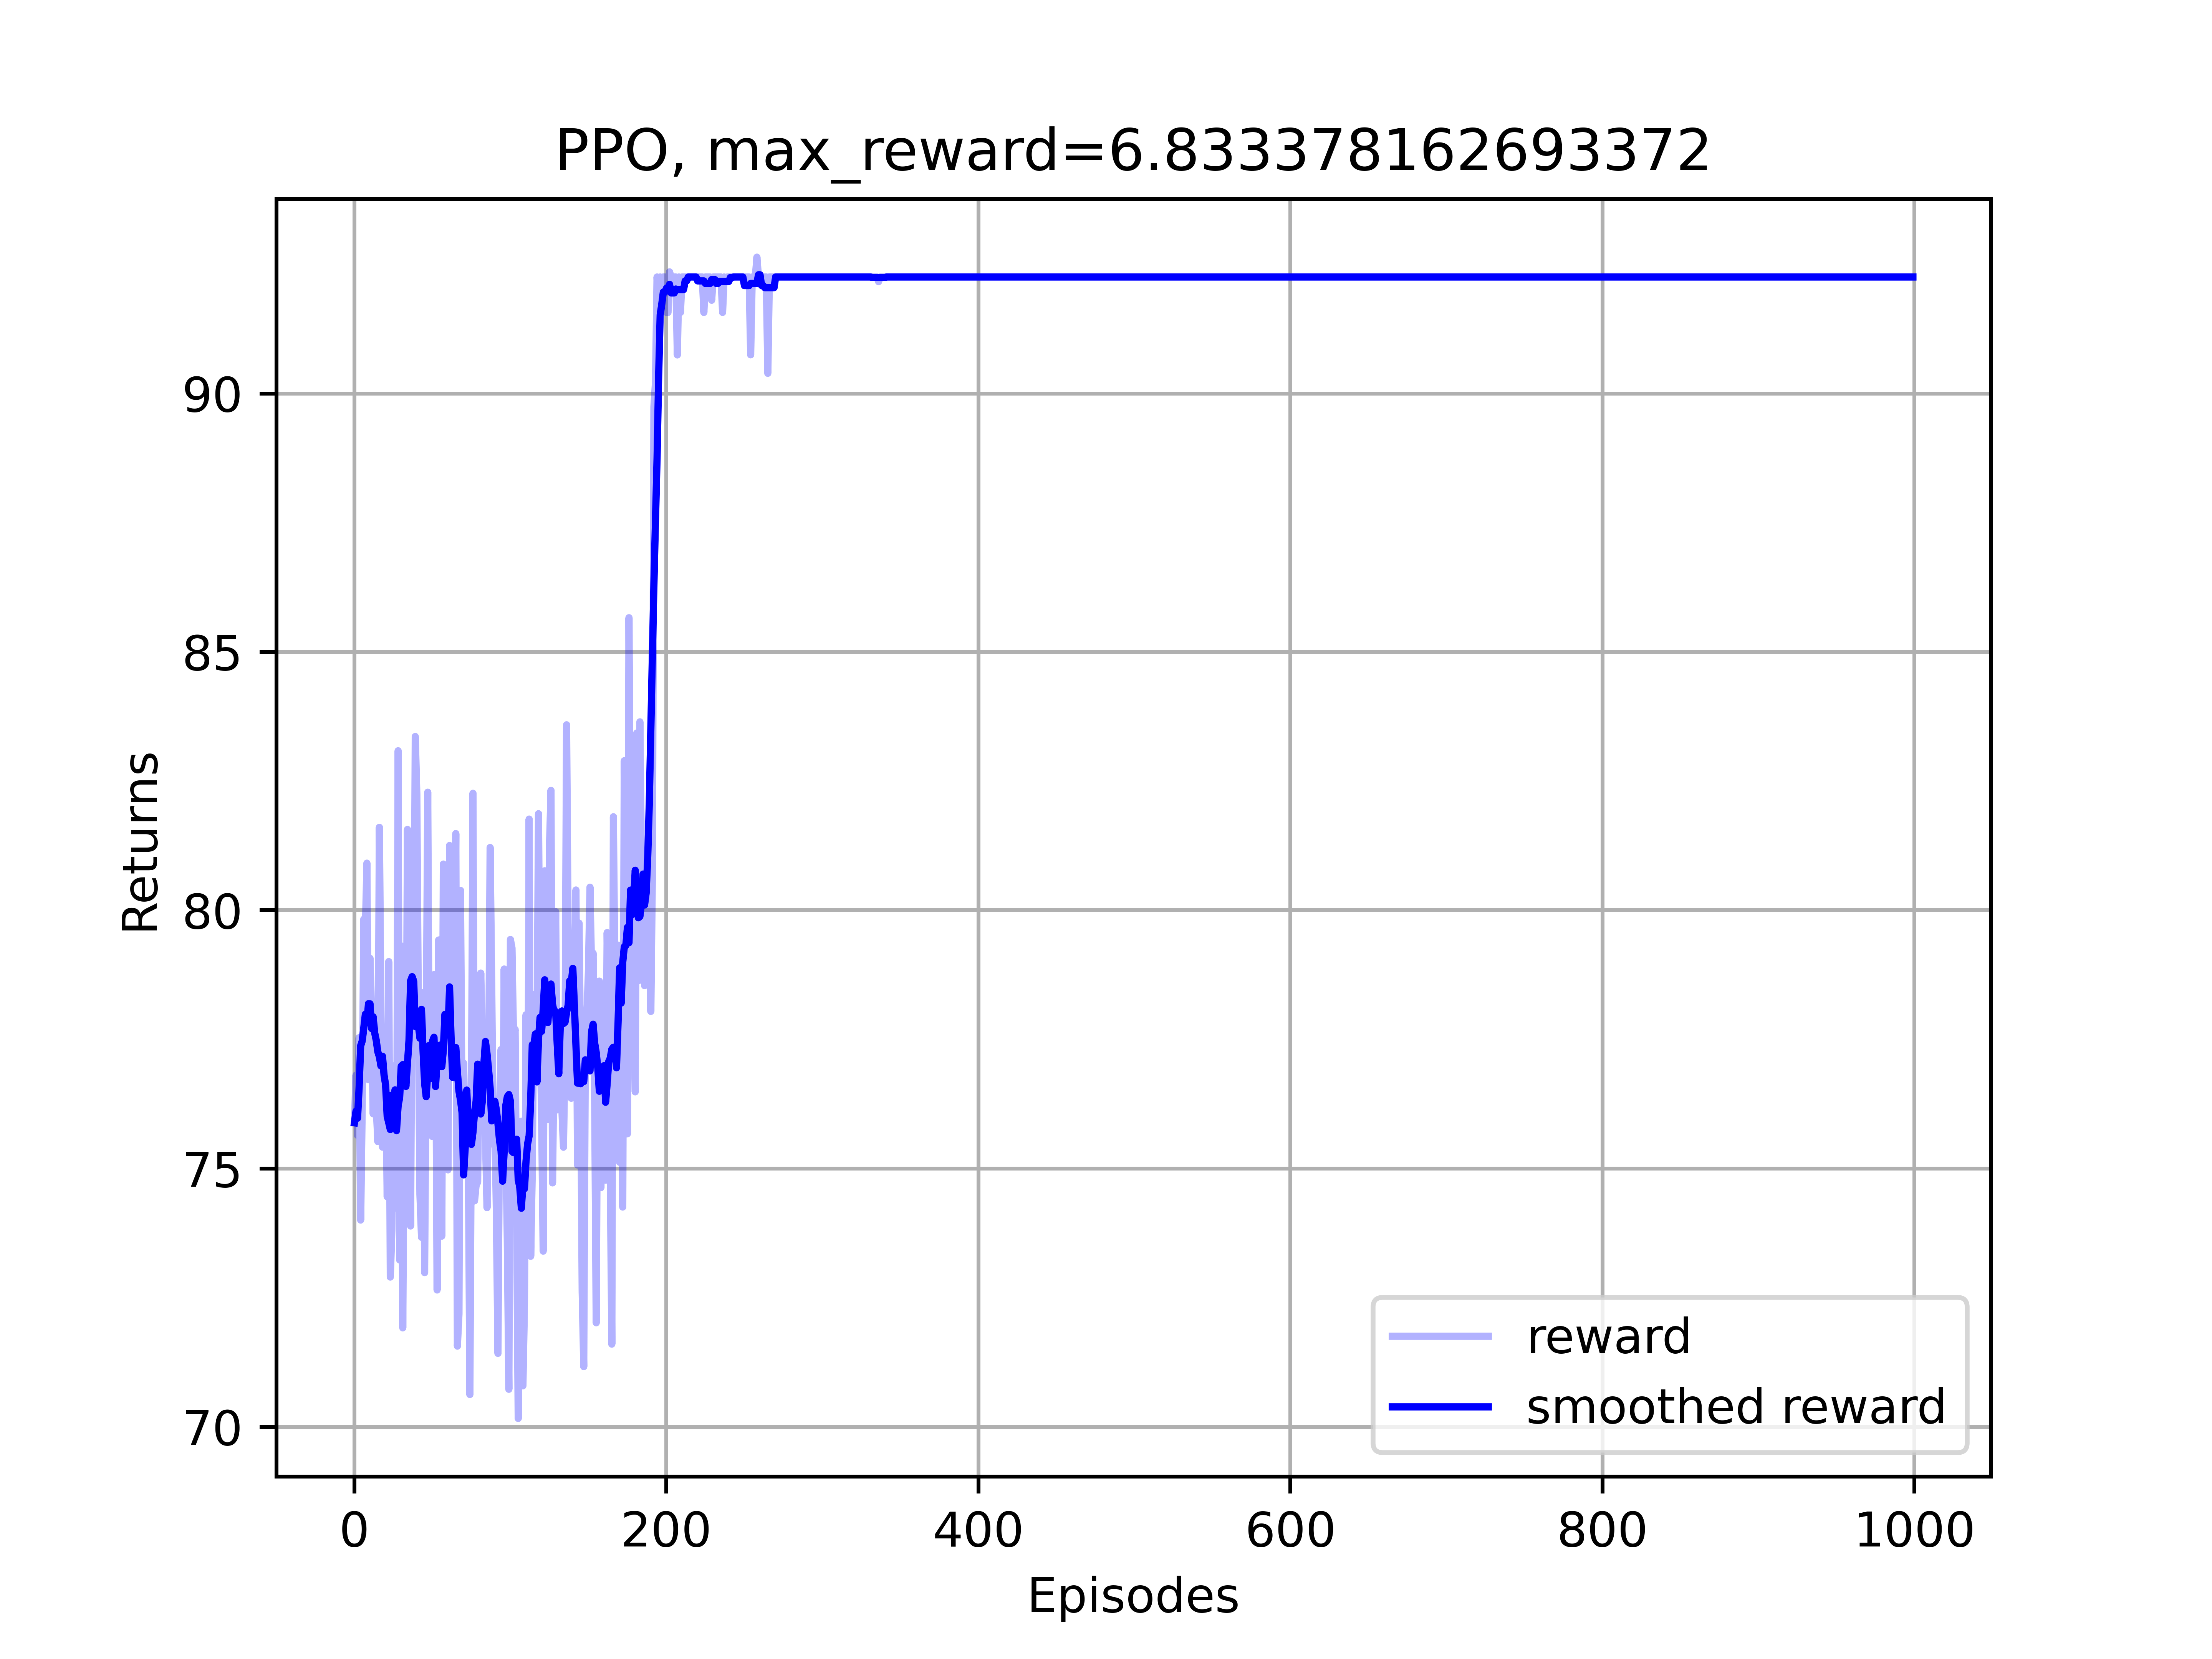 PPO, max_reward=6.833378162693372
Returns
90
85
80
75
70
reward
smoothed reward
0 200 400 600 800 1000
Episodes